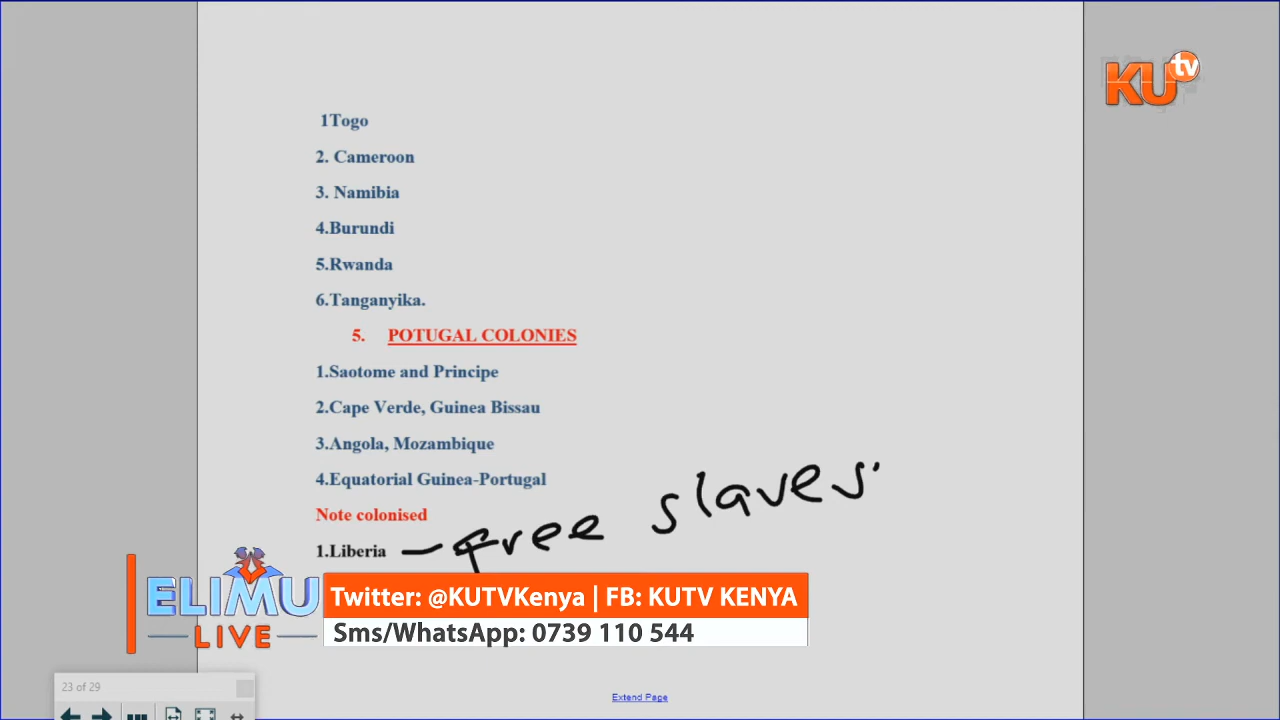 KU tv
1Togo
2. Cameroon
3. Namibia
4.Burundi
5.Rwanda
6.Tanganyika.
5. POTUGAL COLONIES
1.Saotome and Principe
2.Cape Verde, Guinea Bissau
3.Angola, Mozambique
4.Equatorial Guinea-Portugal
Note colonised
1.Liberia — free slaves.
ELIMU
LIVE
Twitter: @KUTVKenya | FB: KUTV KENYA
Sms/WhatsApp: 0739 110 544
23 of 29
Extend Page